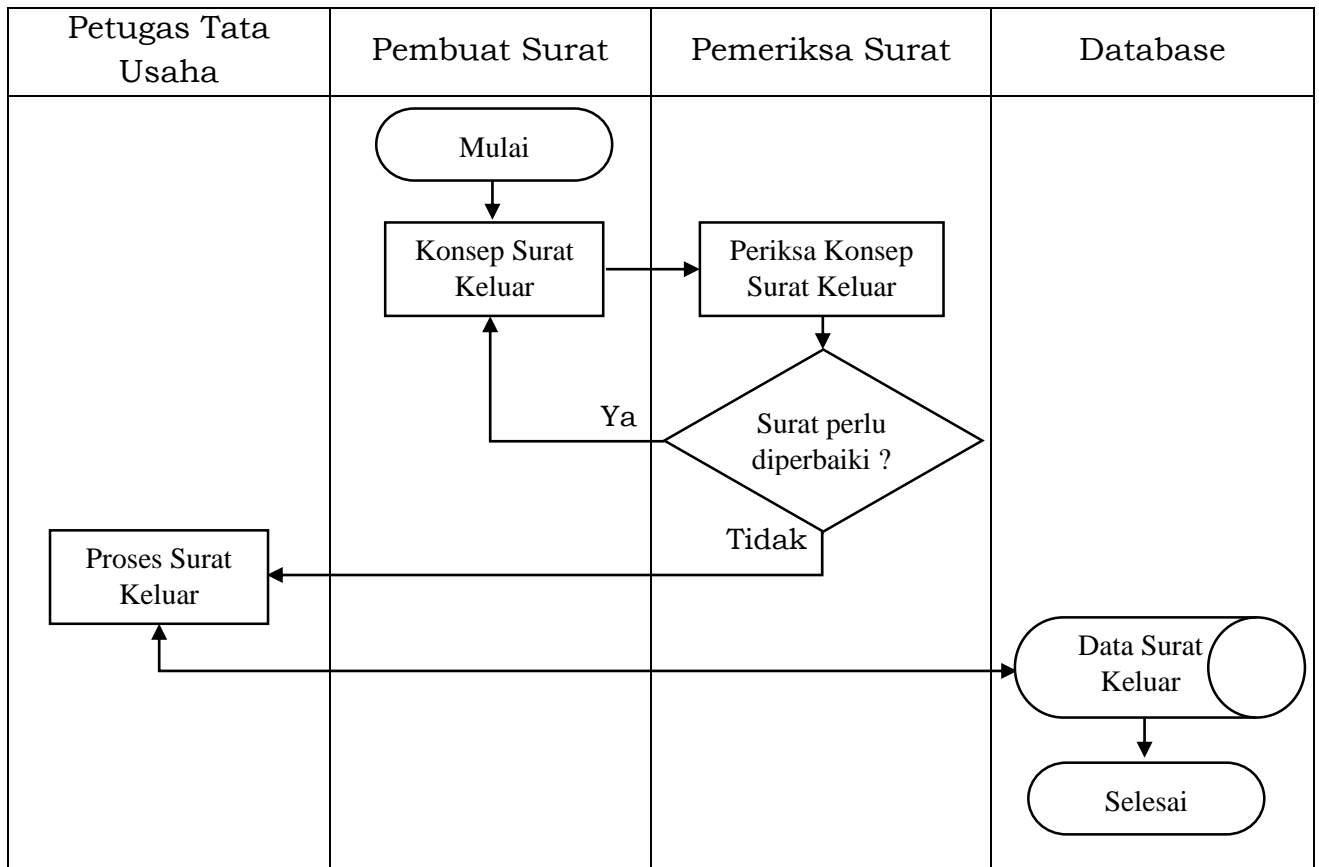 Petugas Tata
Usaha
Pembuat Surat
Pemeriksa Surat
Database
Mulai
Konsep Surat
Keluar
Periksa Konsep
Surat Keluar
Ya
Surat perlu
diperbaiki ?
Tidak
Proses Surat
Keluar
Data Surat
Keluar
Selesai